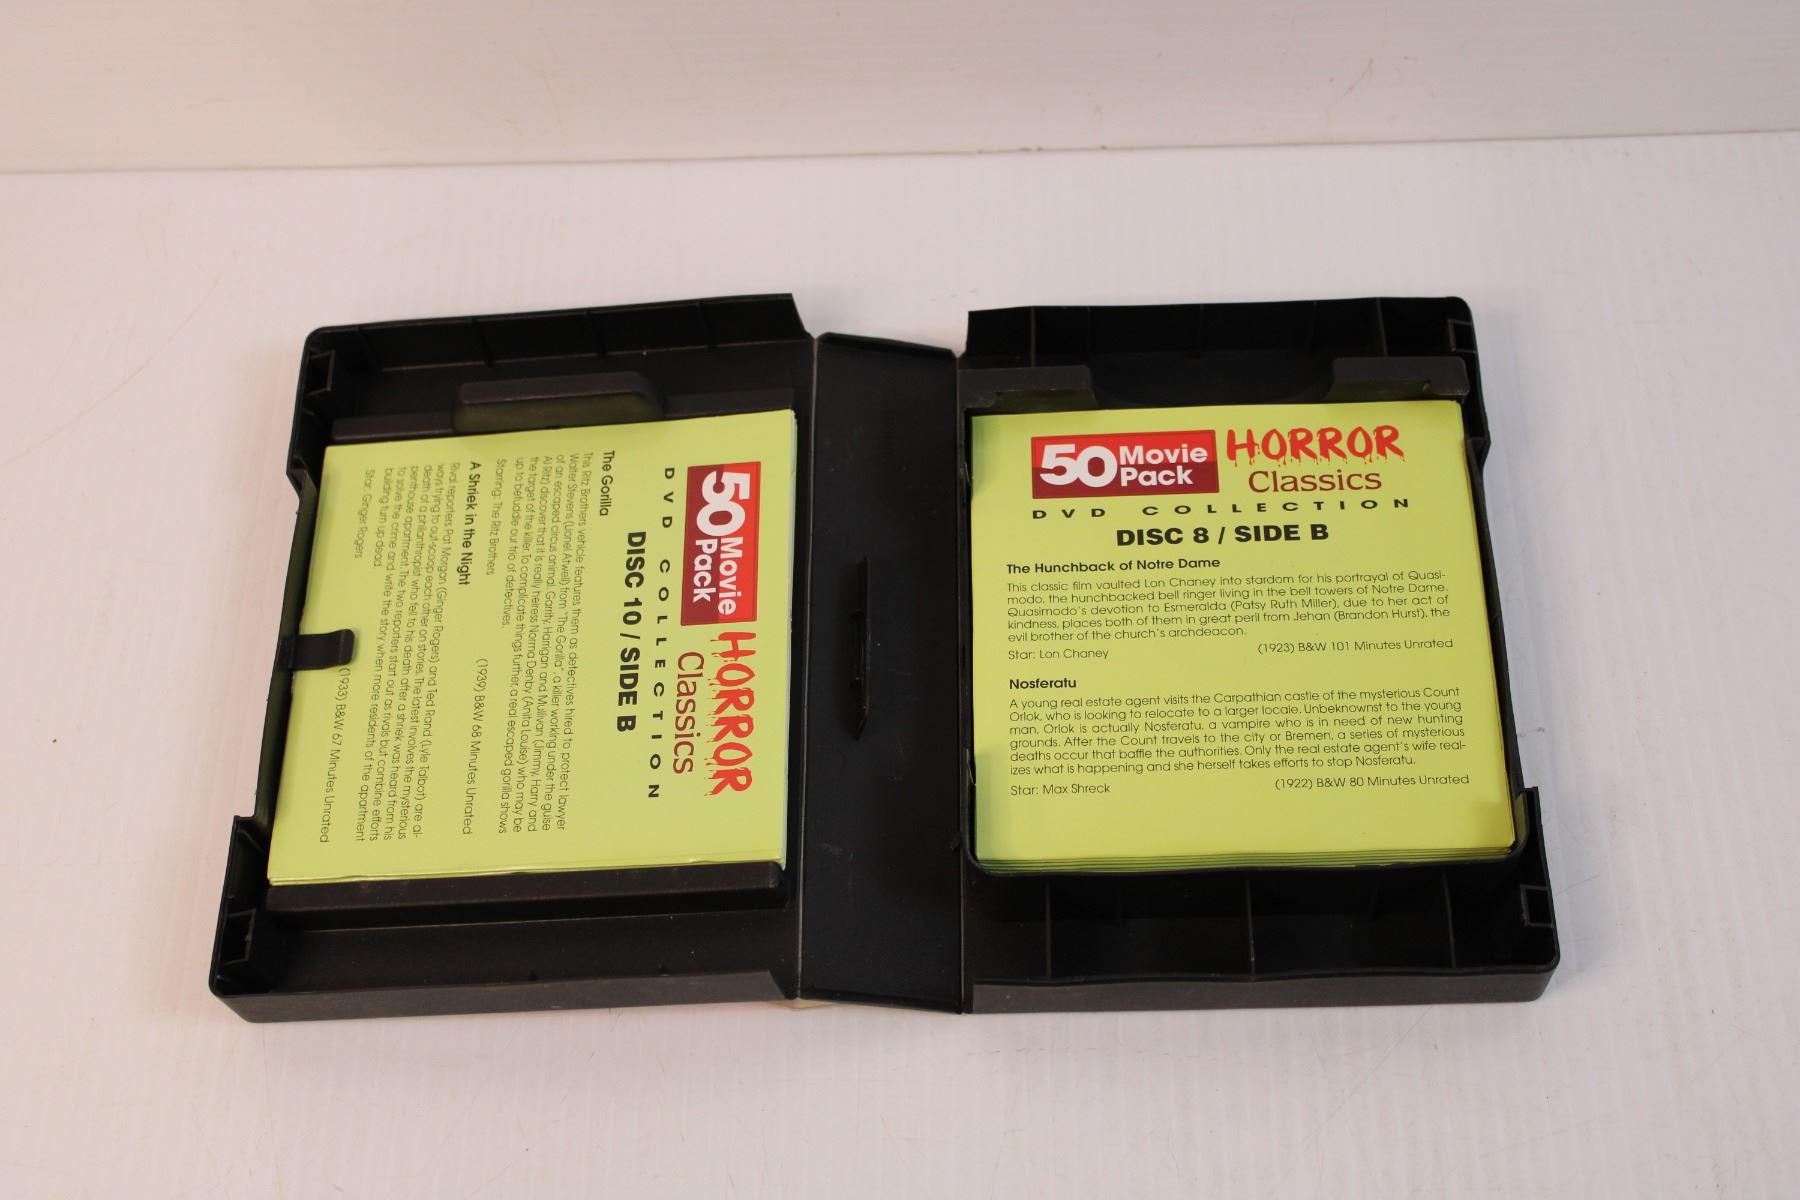 50 Movie Pack HORROR Classics
DVD COLLECTION
DISC 10 / SIDE B
The Gorilla
This Ritz Brothers vehicle features them as detectives hired to protect lawyer
Walter Stevens (Lionel Atwell) from "The Gorilla", a killer working under the guise
of an escaped circus animal. Garrity, Harrigan and Mullivan (Jimmy, Harry and
Al Ritz) discover that it is really heiress Norma Denby (Anita Louise) who may be
the target of the killer. To complicate things further, a real escaped gorilla shows
up to befuddle our trio of detectives.
Starring: The Ritz Brothers
(1939) B&W 68 Minutes Unrated
A Shriek in the Night
Rival reporters Pat Morgan (Ginger Rogers) and Ted Rand (Lyle Talbot) are al-
ways trying to out-scoop each other on stories. The latest involves the mysterious
death of a philanthropist who fell to his death after a shriek was heard from his
penthouse apartment. The two reporters start out as rivals but combine efforts
to solve the crime and write the story when more residents of the apartment
building turn up dead.
Star: Ginger Rogers
(1933) B&W 67 Minutes Unrated
50 Movie Pack HORROR Classics
DVD COLLECTION
DISC 8 / SIDE B
The Hunchback of Notre Dame
This classic film vaulted Lon Chaney into stardom for his portrayal of Quasi-
modo, the hunchbacked bell ringer living in the bell towers of Notre Dame.
Quasimodo's devotion to Esmeralda (Patsy Ruth Miller), due to her act of
kindness, places both of them in great peril from Jehan (Brandon Hurst), the
evil brother of the church's archdeacon.
Star: Lon Chaney
(1923) B&W 101 Minutes Unrated
Nosferatu
A young real estate agent visits the Carpathian castle of the mysterious Count
Orlok, who is looking to relocate to a larger locale. Unbeknownst to the young
man, Orlok is actually Nosferatu, a vampire who is in need of new hunting
grounds. After the Count travels to the city or Bremen, a series of mysterious
deaths occur that baffle the authorities. Only the real estate agent's wife real-
izes what is happening and she herself takes efforts to stop Nosferatu.
Star: Max Shreck
(1922) B&W 80 Minutes Unrated